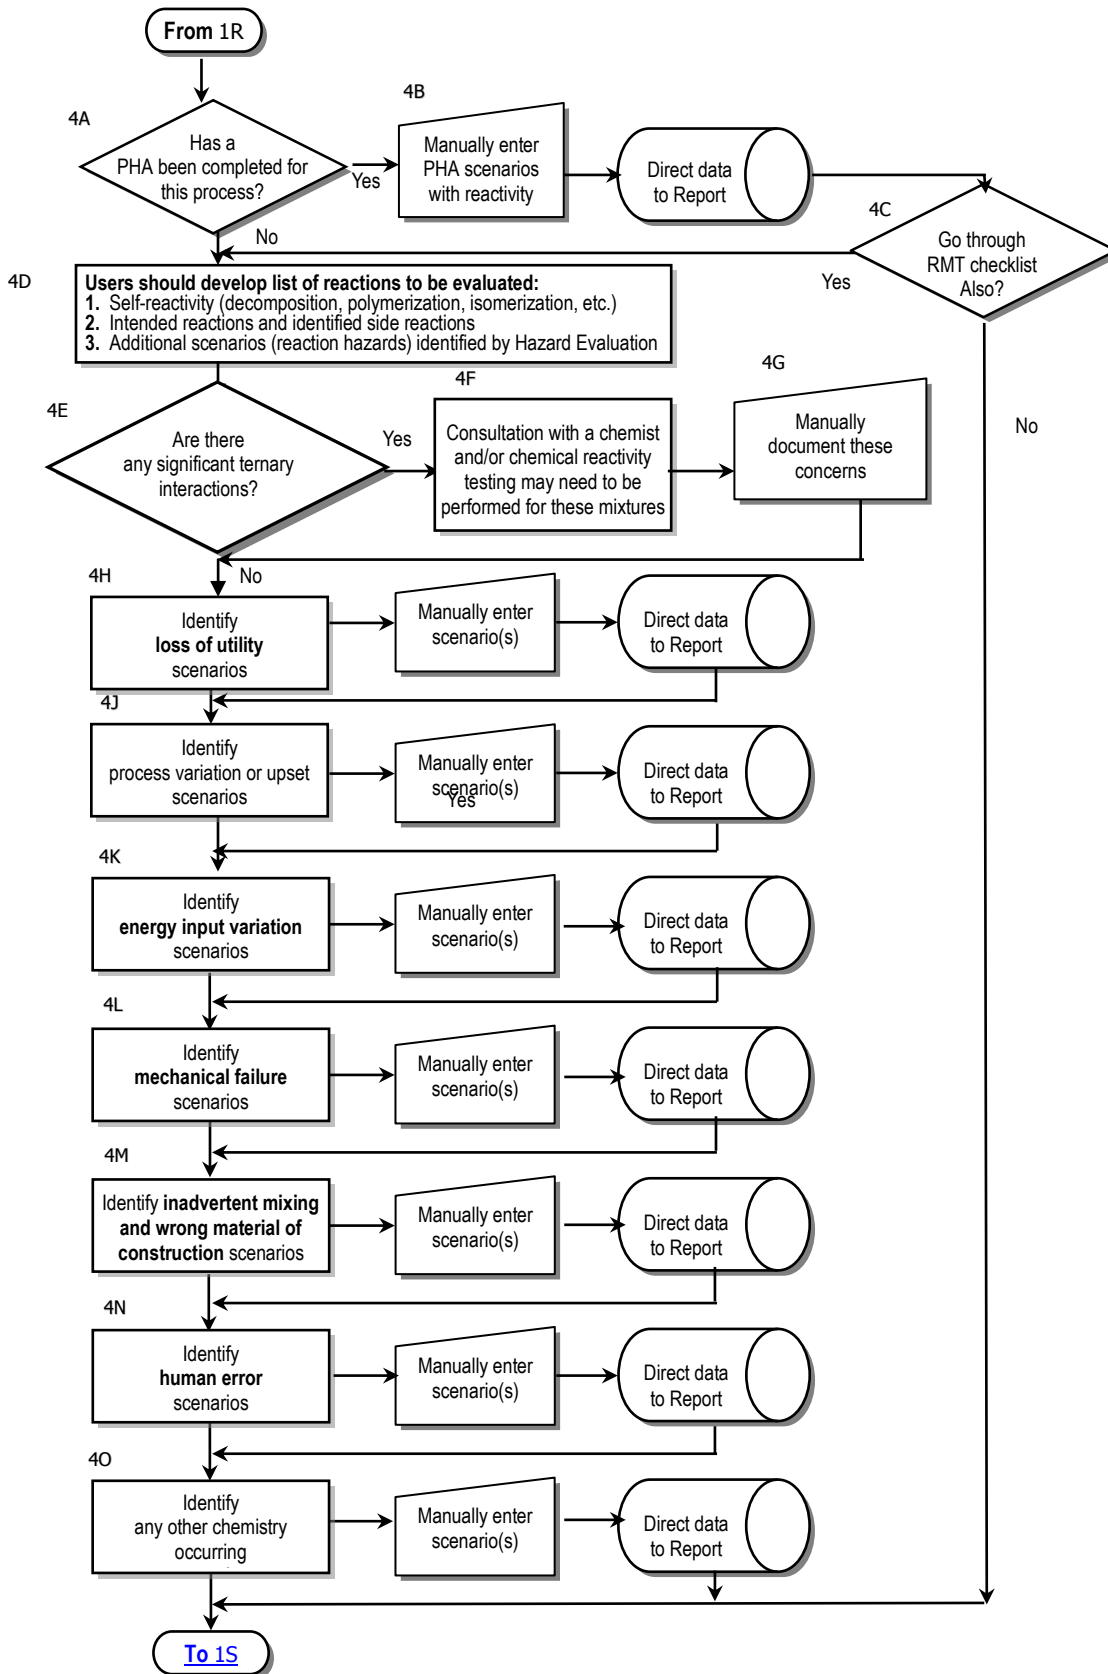 From 1R
4A
Has a
PHA been completed for
this process?
Yes
No
4B
Manually enter
PHA scenarios
with reactivity
Direct data
to Report
4C
Go through
RMT checklist
Also?
Yes
No
4D
Users should develop list of reactions to be evaluated:
1. Self-reactivity (decomposition, polymerization, isomerization, etc.)
2. Intended reactions and identified side reactions
3. Additional scenarios (reaction hazards) identified by Hazard Evaluation
4E
Are there
any significant ternary
interactions?
Yes
No
4F
Consultation with a chemist
and/or chemical reactivity
testing may need to be
performed for these mixtures
4G
Manually
document these
concerns
4H
Identify
loss of utility
scenarios
Manually enter
scenario(s)
Direct data
to Report
4J
Identify
process variation or upset
scenarios
Manually enter
scenario(s)
Yes
Direct data
to Report
4K
Identify
energy input variation
scenarios
Manually enter
scenario(s)
Direct data
to Report
4L
Identify
mechanical failure
scenarios
Manually enter
scenario(s)
Direct data
to Report
4M
Identify inadvertent mixing
and wrong material of
construction scenarios
Manually enter
scenario(s)
Direct data
to Report
4N
Identify
human error
scenarios
Manually enter
scenario(s)
Direct data
to Report
4O
Identify
any other chemistry
occurring
Manually enter
scenario(s)
Direct data
to Report
To 1S